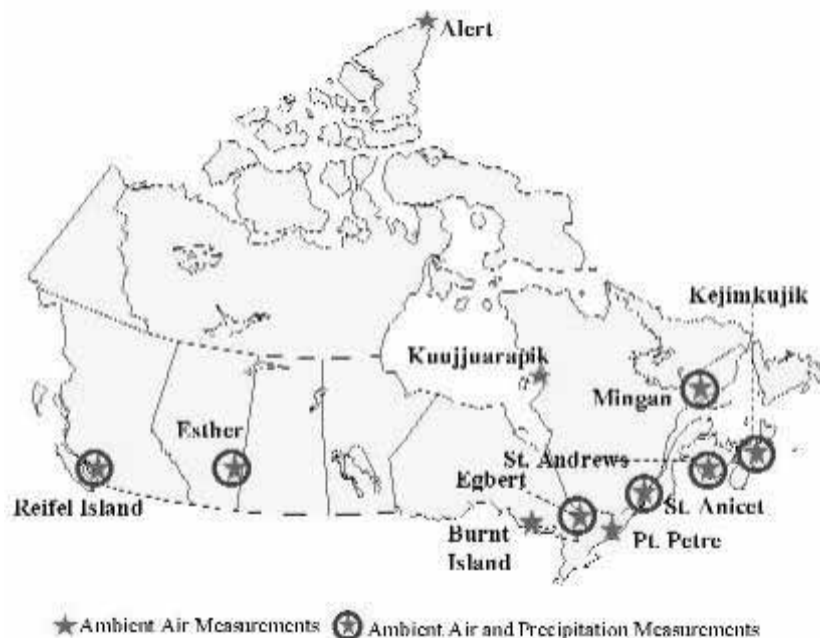 Alert
Kejimkujik
Kuujjuarapik
Mingan
Esther
St. Andrews
Egbert
Reifel Island
St. Anicet
Burnt
Island
Pt. Petre
Ambient Air Measurements
Ambient Air and Precipitation Measurements